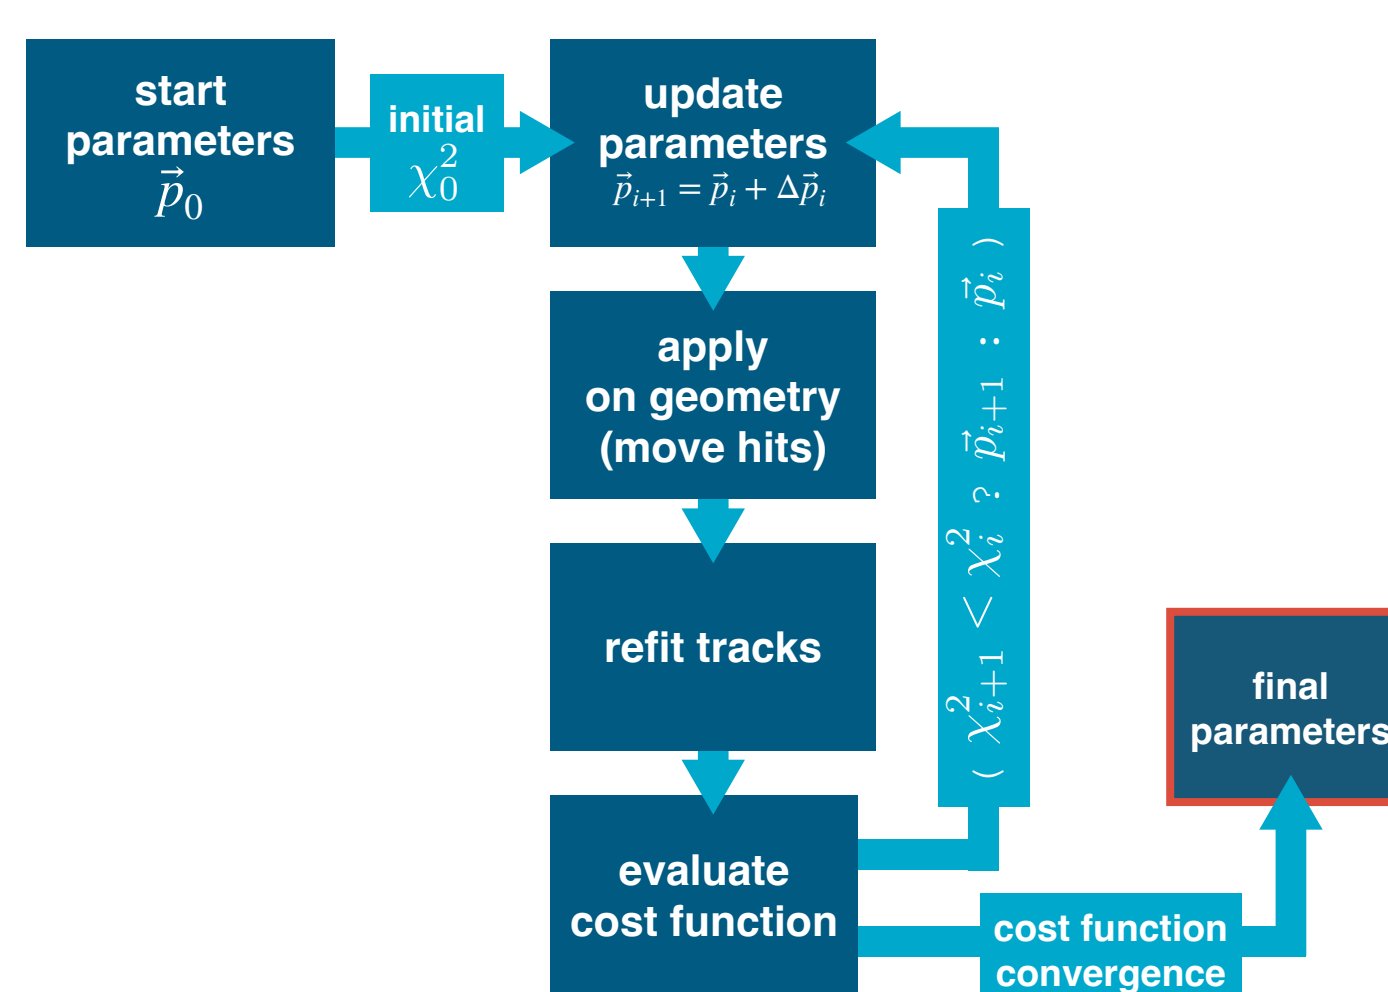 start
parameters
$\vec{p}_0$
initial
$\chi_0^2$
update
parameters
$\vec{p}_{i+1} = \vec{p}_i + \Delta\vec{p}_i$
apply
on geometry
(move hits)
refit tracks
evaluate
cost function
$( \chi_{i+1}^2 < \chi_i^2 \; ? \; \vec{p}_{i+1} : \vec{p}_i )$
cost function
convergence
final
parameters